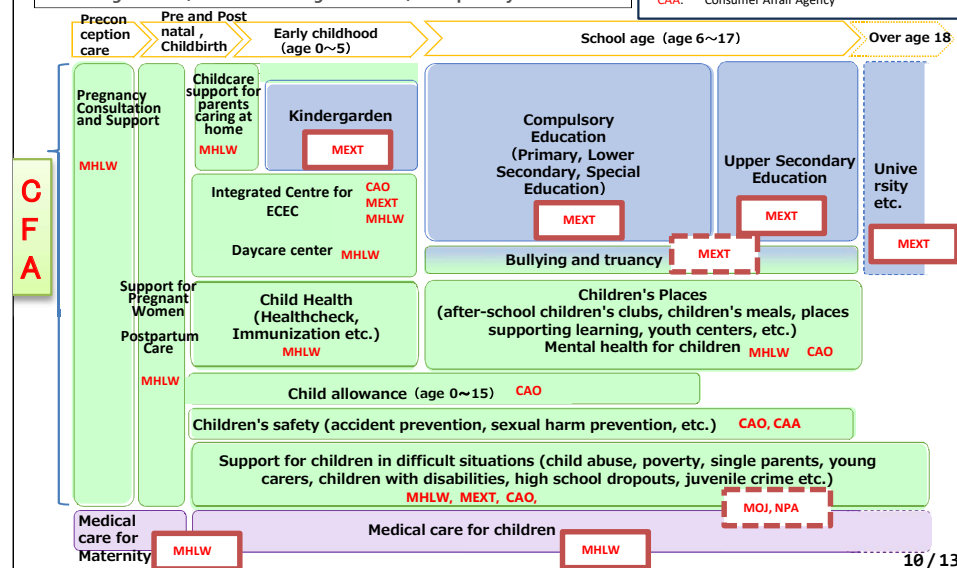 CAA: Consumer Affair Agency
Precon
ception
care
Pre and Post
natal ,
Childbirth
Early childhood
(age 0～5)
School age (age 6～17)
Over age 18
C
F
A
Pregnancy
Consultation
and Support
MHLW
Support for
Pregnant
Women
Postpartum
Care
MHLW
Childcare
support for
parents
caring at
home
MHLW
Kindergarden
MEXT
Integrated Centre for
ECEC
CAO
MEXT
MHLW
Daycare center
MHLW
Compulsory
Education
(Primary, Lower
Secondary, Special
Education)
MEXT
Upper Secondary
Education
MEXT
Unive
rsity
etc.
MEXT
Bullying and truancy
MEXT
Child Health
(Healthcheck,
Immunization etc.)
MHLW
Children's Places
(after-school children's clubs, children's meals, places
supporting learning, youth centers, etc.)
Mental health for children MHLW CAO
Child allowance (age 0～15) CAO
Children's safety (accident prevention, sexual harm prevention, etc.) CAO, CAA
Support for children in difficult situations (child abuse, poverty, single parents, young
carers, children with disabilities, high school dropouts, juvenile crime etc.)
MHLW, MEXT, CAO,
MOJ, NPA
Medical
care for
Maternity
MHLW
Medical care for children
MHLW
10/13